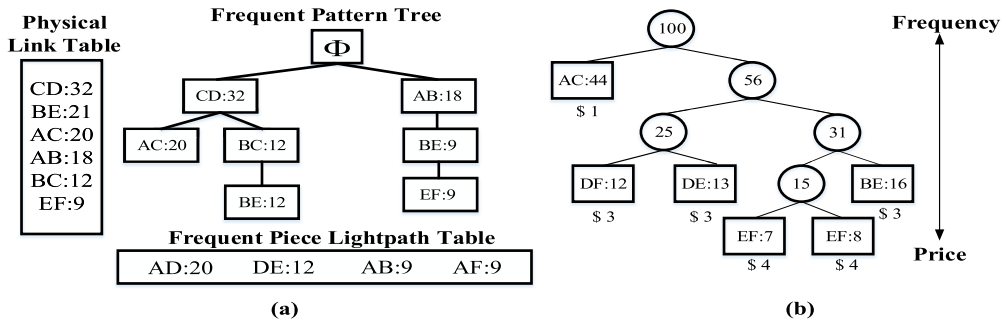 Physical
Link Table
CD:32
BE:21
AC:20
AB:18
BC:12
EF:9
Frequent Pattern Tree
Φ
CD:32 AB:18
AC:20 BC:12 BE:9
BE:12 EF:9
Frequent Piece Lightpath Table
AD:20 DE:12 AB:9 AF:9
(a)
100
AC:44 56
$ 1
25 31
DF:12 DE:13 15 BE:16
$ 3 $ 3 $ 3
EF:7 EF:8
$ 4 $ 4
(b)
Frequency
Price